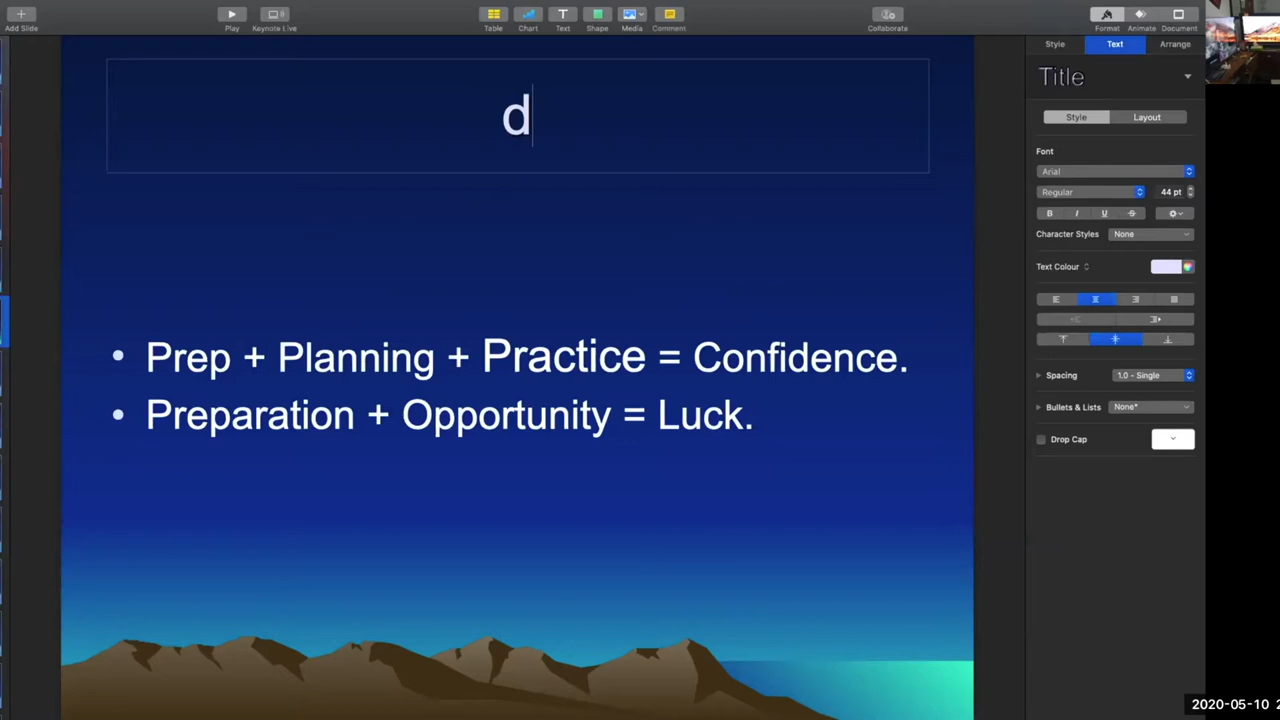 Add Slide
Play
Keynote Live
Table
Chart
Text
Shape
Media
Comment
Collaborate
Format
Animate
Document
Style
Text
Arrange
Title
Style
Layout
Font
Arial
Regular
44 pt
B I U S
Character Styles
None
Text Colour
Spacing
1.0 - Single
Bullets & Lists
None*
Drop Cap
d
• Prep + Planning + Practice = Confidence.
• Preparation + Opportunity = Luck.
2020-05-10 2